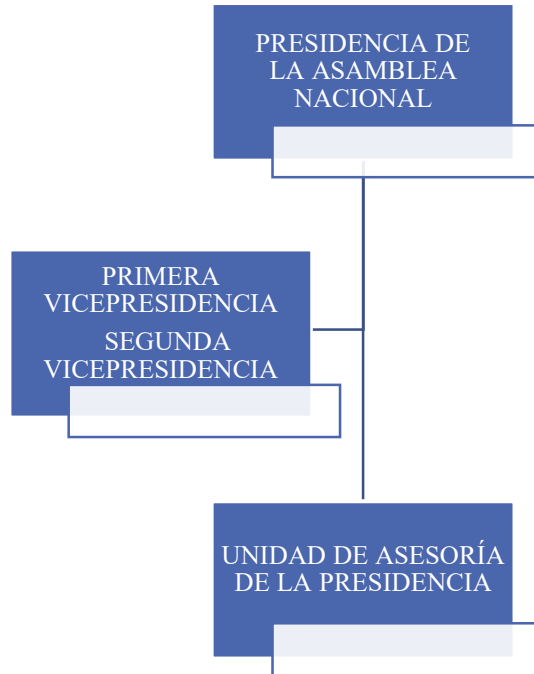 PRESIDENCIA DE
LA ASAMBLEA
NACIONAL
PRIMERA
VICEPRESIDENCIA
SEGUNDA
VICEPRESIDENCIA
UNIDAD DE ASESORÍA
DE LA PRESIDENCIA